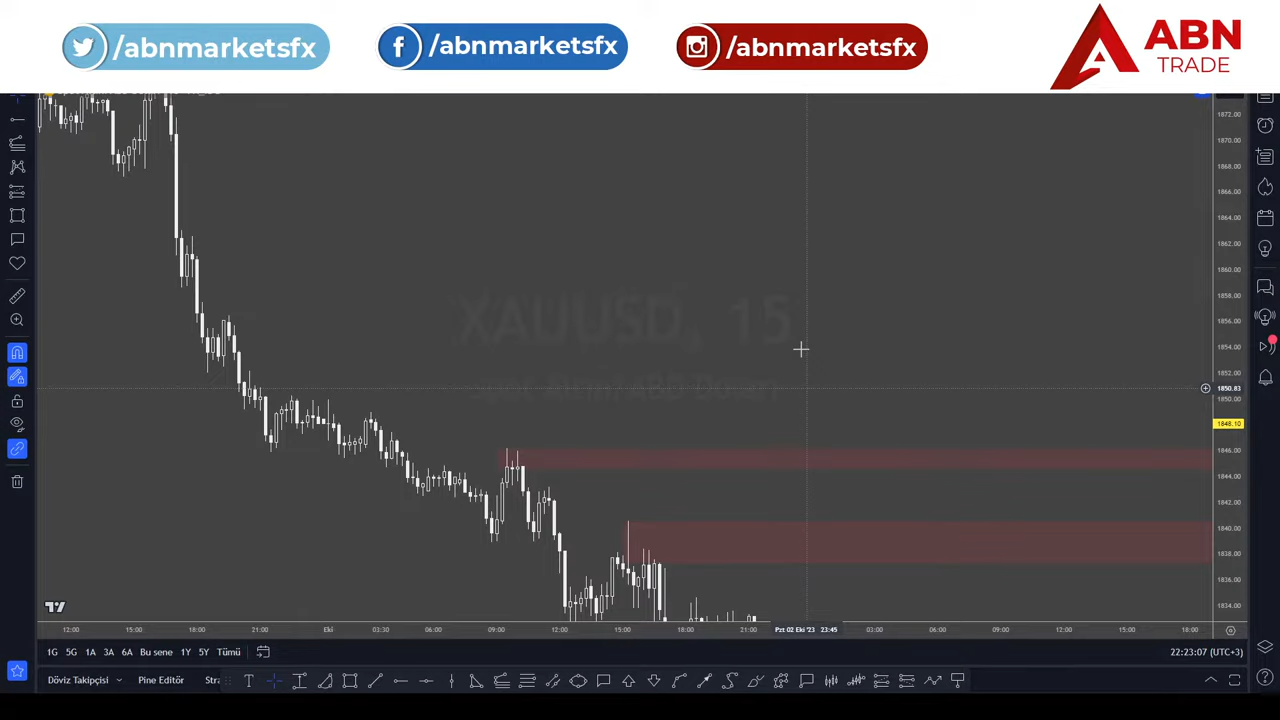 /abnmarketsfx
/abnmarketsfx
/abnmarketsfx
ABN
TRADE
1872.00
1870.00
1868.00
1866.00
1864.00
1862.00
1860.00
1858.00
1856.00
1854.00
1852.00
1850.83
1850.00
1848.10
1846.00
1844.00
1842.00
1840.00
1838.00
1836.00
1834.00
XAUUSD, 15
12:00 15:00 18:00 21:00 Eki 03:30 06:00 09:00 12:00 15:00 18:00 21:00 Pzt 02 Eki '23 23:45 03:00 06:00 09:00 12:00 15:00 18:00
1G 5G 1A 3A 6A Bu sene 1Y 5Y Tümü
22:23:07 (UTC+3)
Döviz Takipçisi Pine Editör Stra